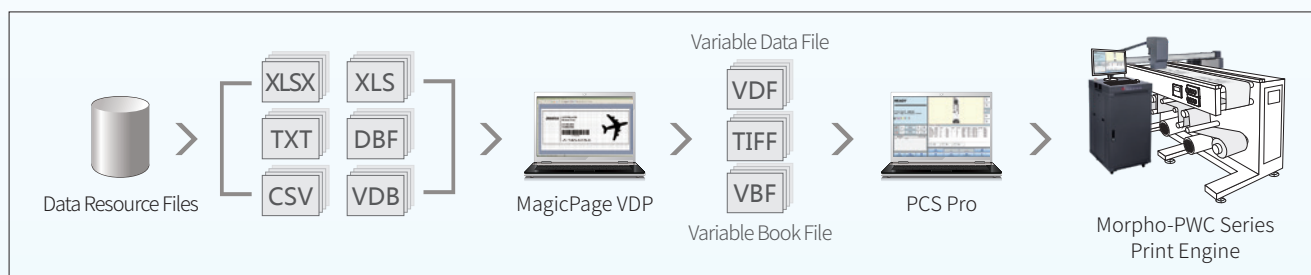 Data Resource Files
XLSX
XLS
TXT
DBF
CSV
VDB
MagicPage VDP
Variable Data File
VDF
TIFF
VBF
Variable Book File
PCS Pro
Morpho-PWC Series
Print Engine